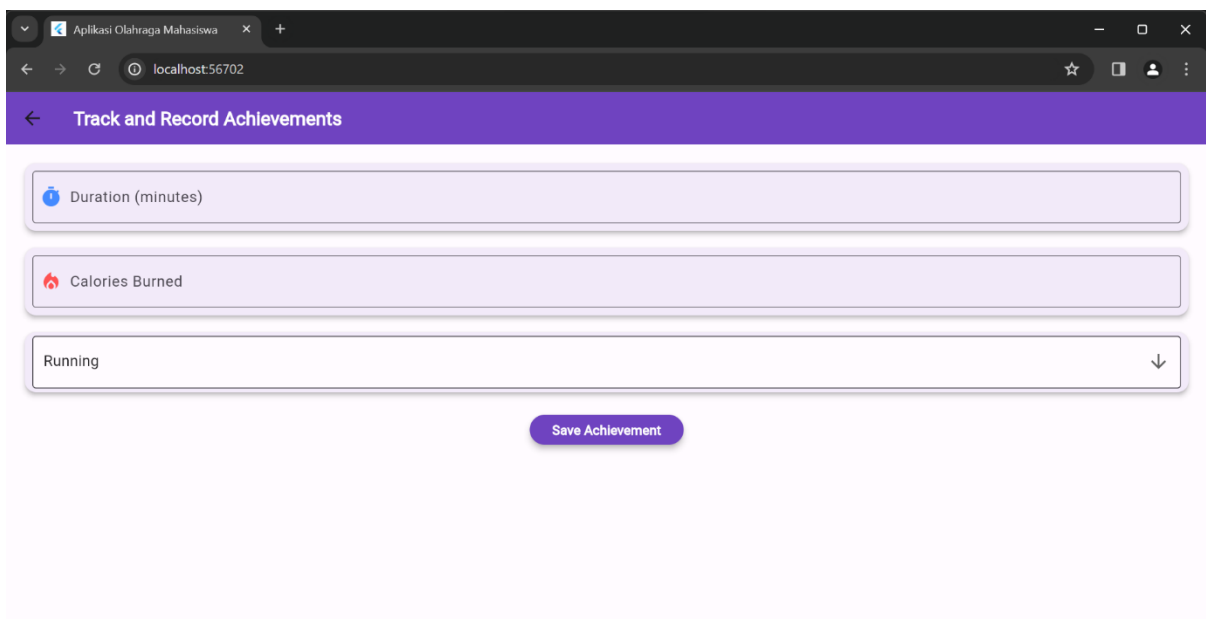 Aplikasi Olahraga Mahasiswa
localhost:56702
Track and Record Achievements
Duration (minutes)
Calories Burned
Running
Save Achievement